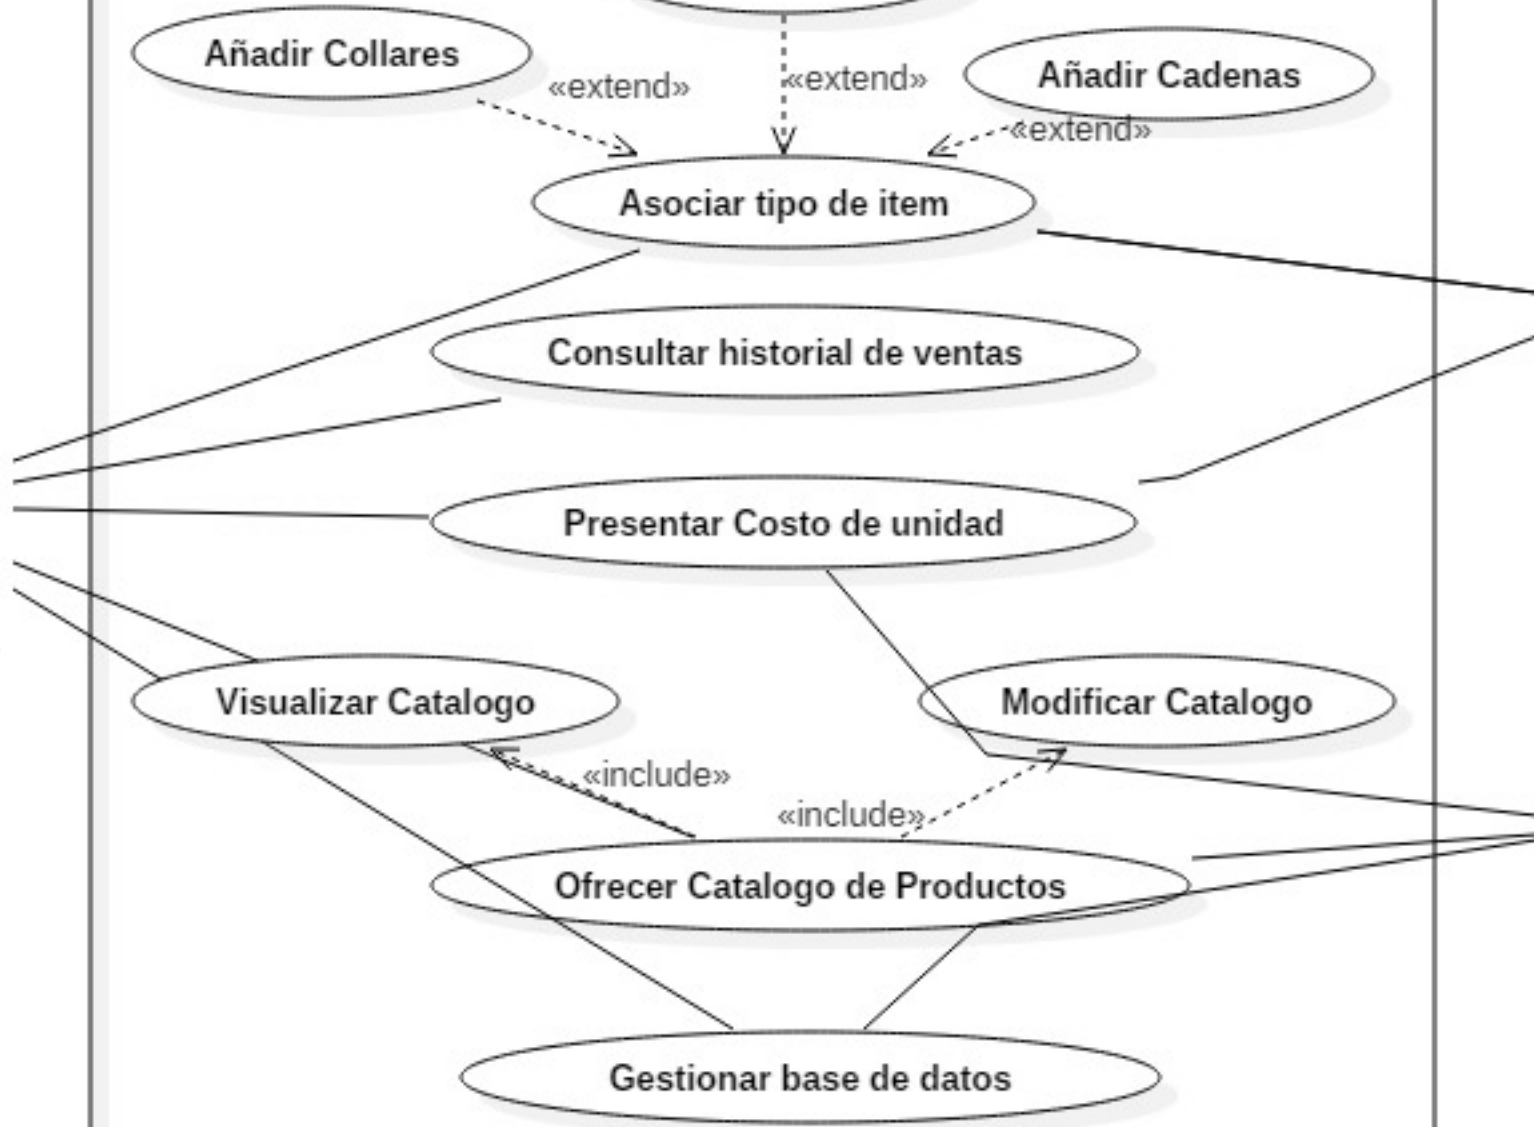 Añadir Collares
«extend»
«extend»
Añadir Cadenas
«extend»
Asociar tipo de item
Consultar historial de ventas
Presentar Costo de unidad
Visualizar Catalogo
Modificar Catalogo
«include»
«include»
Ofrecer Catalogo de Productos
Gestionar base de datos